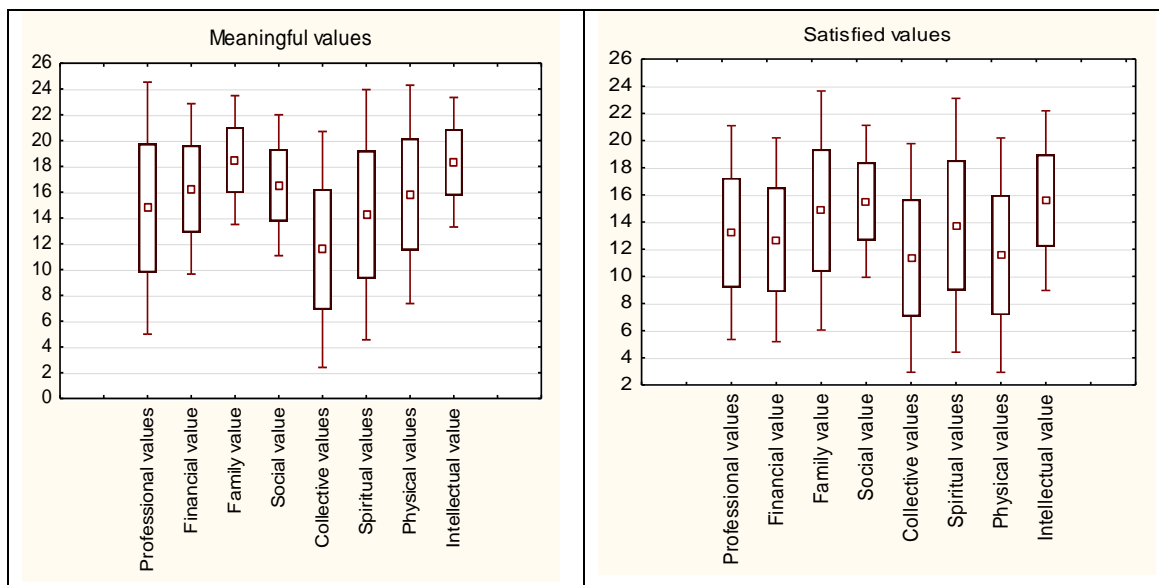 Meaningful values
26
24
22
20
18
16
14
12
10
8
6
4
2
0
Professional values
Financial value
Family value
Social value
Collective values
Spiritual values
Physical values
Intellectual value
Satisfied values
26
24
22
20
18
16
14
12
10
8
6
4
2
Professional values
Financial value
Family value
Social value
Collective values
Spiritual values
Physical values
Intellectual value